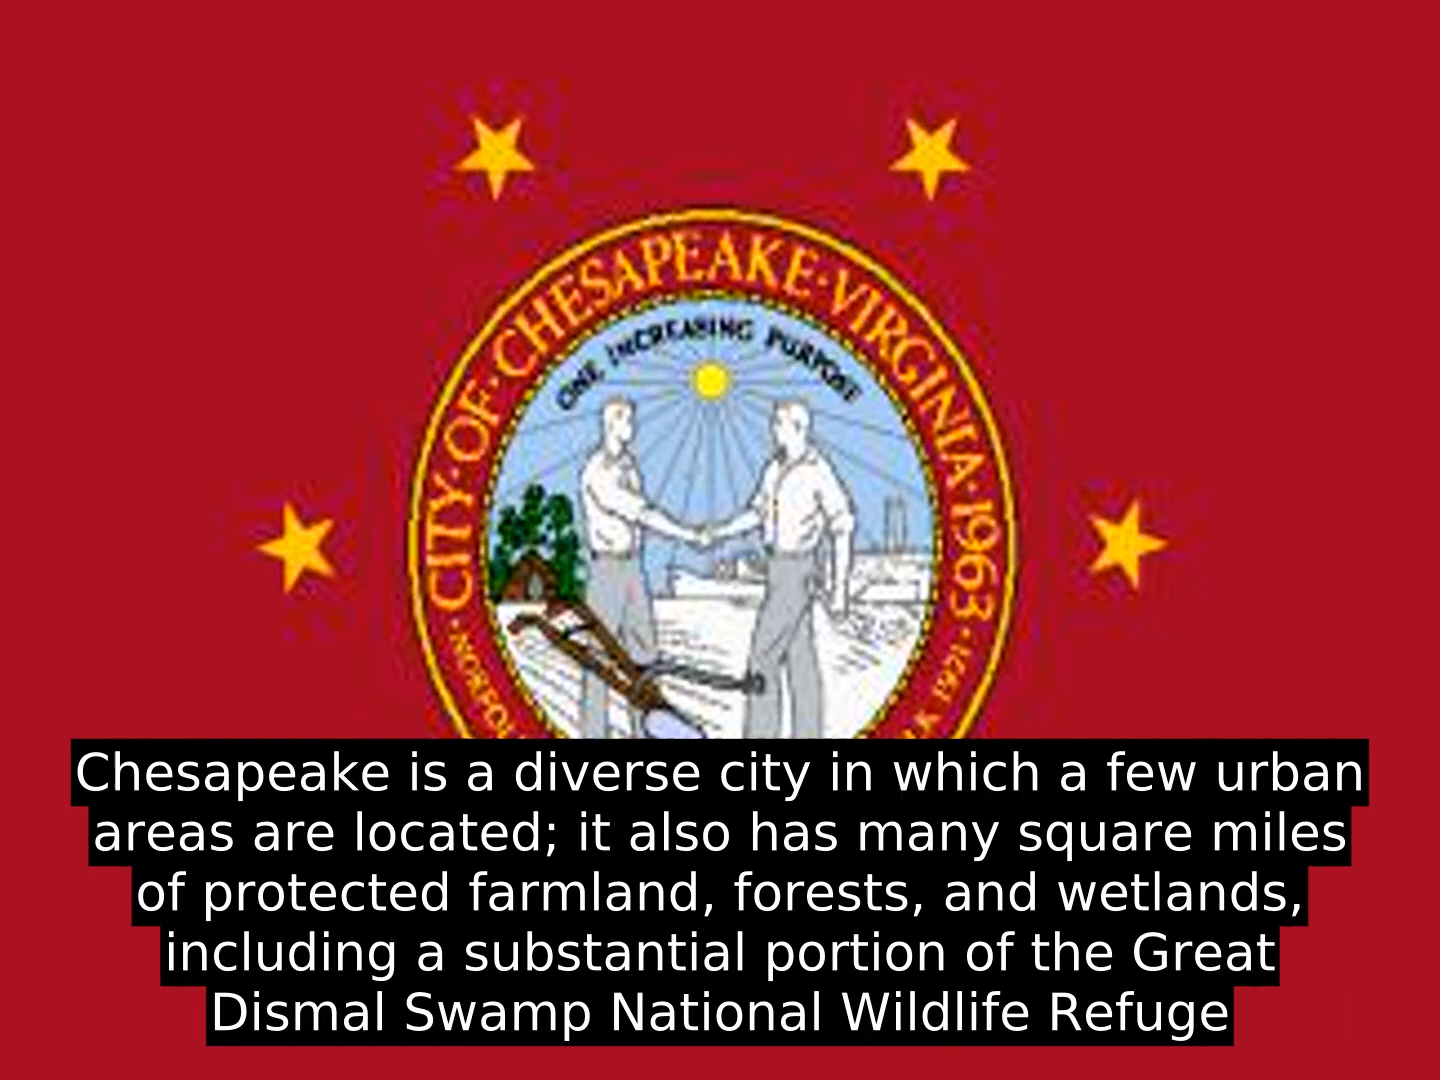 CITY·OF·CHESAPEAKE·VIRGINIA·1963·
ONE INCREASING PURPOSE
1971
Chesapeake is a diverse city in which a few urban
areas are located; it also has many square miles
of protected farmland, forests, and wetlands,
including a substantial portion of the Great
Dismal Swamp National Wildlife Refuge